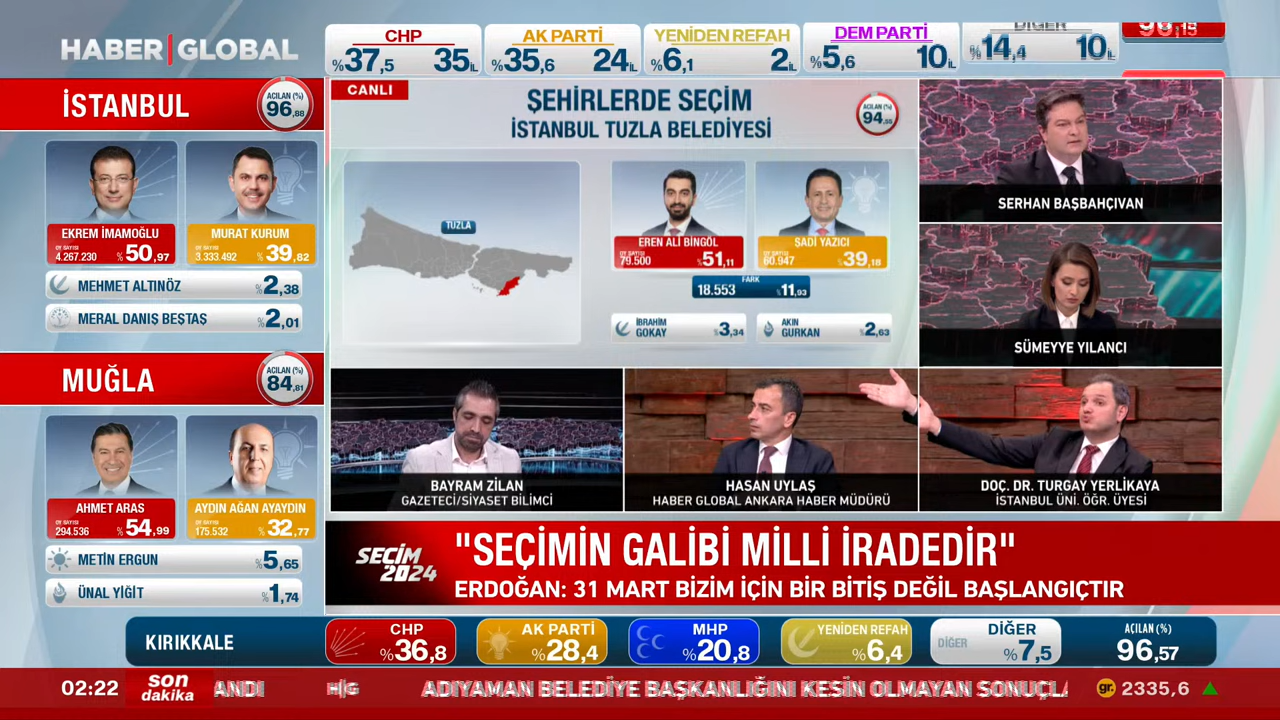 HABER GLOBAL
CHP
%37,5 35İL
AK PARTİ
%35,6 24İL
YENİDEN REFAH
%6,1 2İL
DEM PARTİ
%5,6 10İL
DİĞER
%14,4 10İL
İSTANBUL
AÇILAN (%)
96,88
EKREM İMAMOĞLU
OY SAYISI
4.267.230 %50,97
MURAT KURUM
OY SAYISI
3.333.492 %39,82
MEHMET ALTINÖZ %2,38
MERAL DANIŞ BEŞTAŞ %2,01
MUĞLA
AÇILAN (%)
84,81
AHMET ARAS
OY SAYISI
294.536 %54,99
AYDIN AĞAN AYAYDIN
OY SAYISI
175.532 %32,77
METİN ERGUN %5,65
ÜNAL YİĞİT %1,74
CANLI
ŞEHİRLERDE SEÇİM
İSTANBUL TUZLA BELEDİYESİ
AÇILAN (%)
94,55
TUZLA
EREN ALİ BİNGÖL
OY SAYISI
79.500 %51,11
ŞADİ YAZICI
OY SAYISI
60.947 %39,18
FARK
18.553 %11,93
İBRAHİM
GOKAY %3,34
AKIN
GURKAN %2,63
SERHAN BAŞBAHÇIVAN
SÜMEYYE YILANCI
BAYRAM ZİLAN
GAZETECİ/SİYASET BİLİMCİ
HASAN UYLAŞ
HABER GLOBAL ANKARA HABER MÜDÜRÜ
DOÇ. DR. TURGAY YERLİKAYA
İSTANBUL ÜNİ. ÖĞR. ÜYESİ
SEÇİM
2024
"SEÇİMİN GALİBİ MİLLİ İRADEDİR"
ERDOĞAN: 31 MART BİZİM İÇİN BİR BİTİŞ DEĞİL BAŞLANGIÇTIR
KIRIKKALE
CHP
%36,8
AK PARTİ
%28,4
MHP
%20,8
YENİDEN REFAH
%6,4
DİĞER
DİĞER
%7,5
AÇILAN (%)
96,57
02:22
son
dakika
ANDI H|G ADIYAMAN BELEDİYE BAŞKANLIĞINI KESİN OLMAYAN SONUÇLA
gr. 2335,6